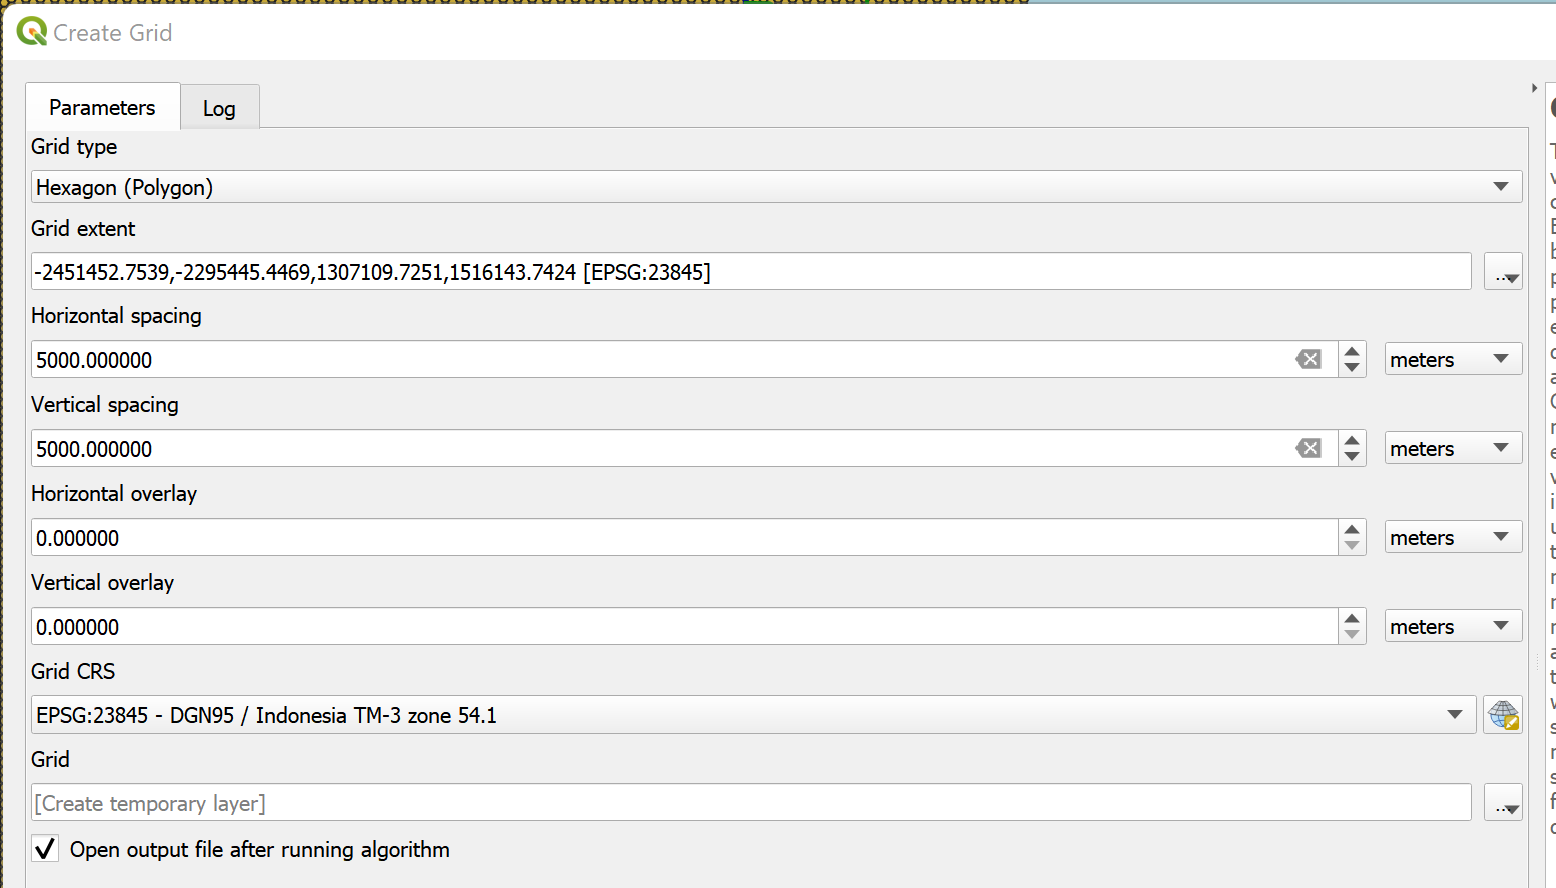 Create Grid
Parameters
Log
Grid type
Hexagon (Polygon)
Grid extent
-2451452.7539,-2295445.4469,1307109.7251,1516143.7424 [EPSG:23845]
...
Horizontal spacing
5000.000000
meters
Vertical spacing
5000.000000
meters
Horizontal overlay
0.000000
meters
Vertical overlay
0.000000
meters
Grid CRS
EPSG:23845 - DGN95 / Indonesia TM-3 zone 54.1
Grid
[Create temporary layer]
...
Open output file after running algorithm